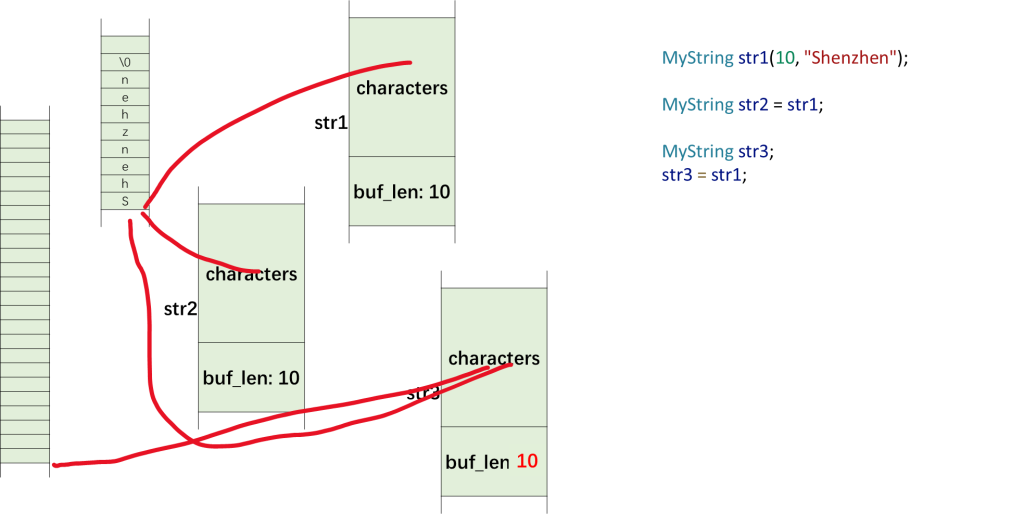 \0
n
e
h
z
n
e
h
S
characters
str1
buf_len: 10
characters
str2
buf_len: 10
characters
str3
buf_len 10
MyString str1(10, "Shenzhen");
MyString str2 = str1;
MyString str3;
str3 = str1;